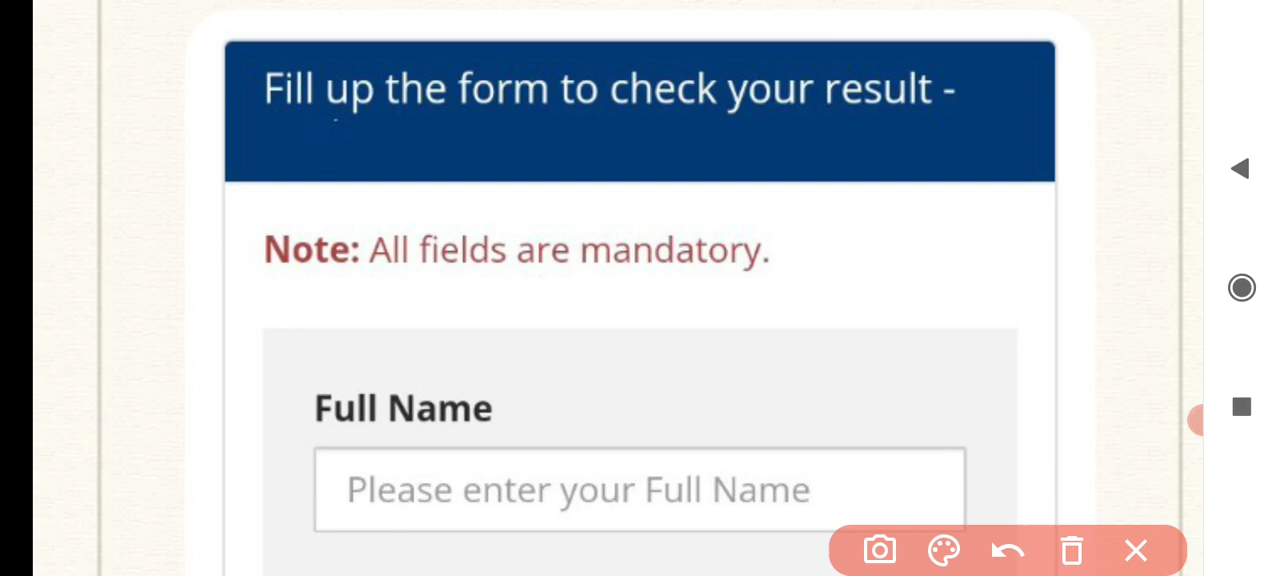 Fill up the form to check your result -
Note: All fields are mandatory.
Full Name
Please enter your Full Name